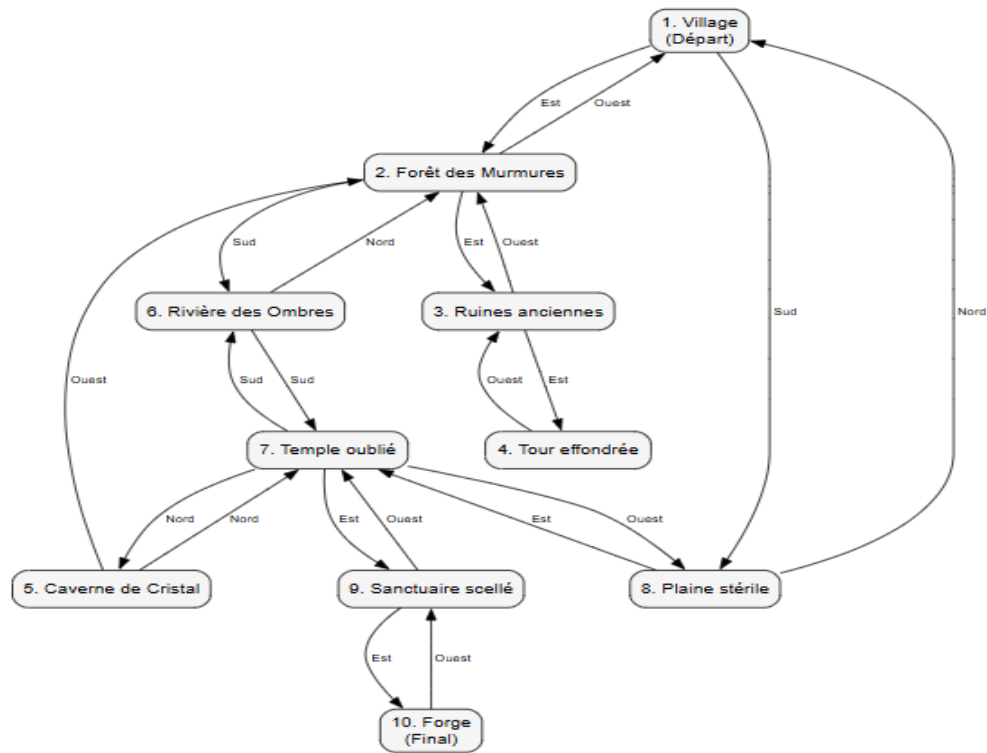 1. Village
(Départ)
Est
Ouest
2. Forêt des Murmures
Sud
Nord
Est
Ouest
6. Rivière des Ombres
3. Ruines anciennes
Sud
Nord
Ouest
Sud
Sud
Ouest
Est
7. Temple oublié
4. Tour effondrée
Nord
Nord
Est
Ouest
Est
Ouest
5. Caverne de Cristal
9. Sanctuaire scellé
8. Plaine stérile
Est
Ouest
10. Forge
(Final)